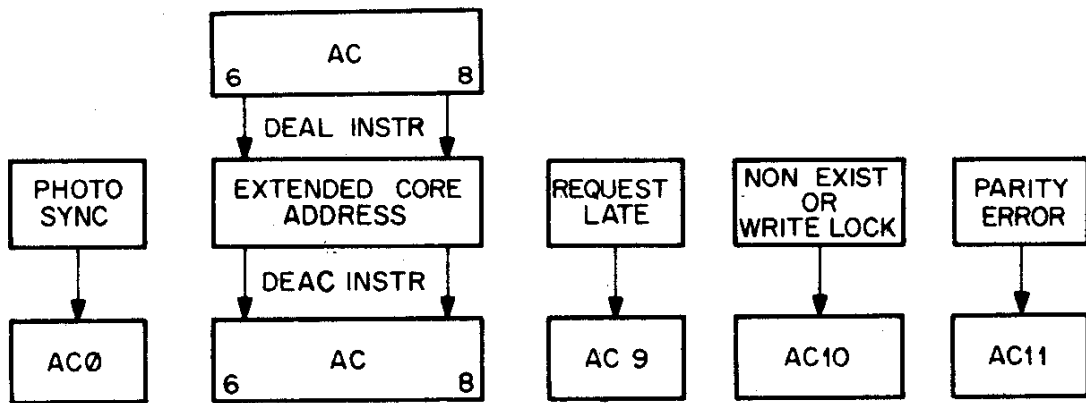 AC
6 8
DEAL INSTR
PHOTO
SYNC
EXTENDED CORE
ADDRESS
REQUEST
LATE
NON EXIST
OR
WRITE LOCK
PARITY
ERROR
DEAC INSTR
ACØ
AC
6 8
AC 9
AC10
AC11